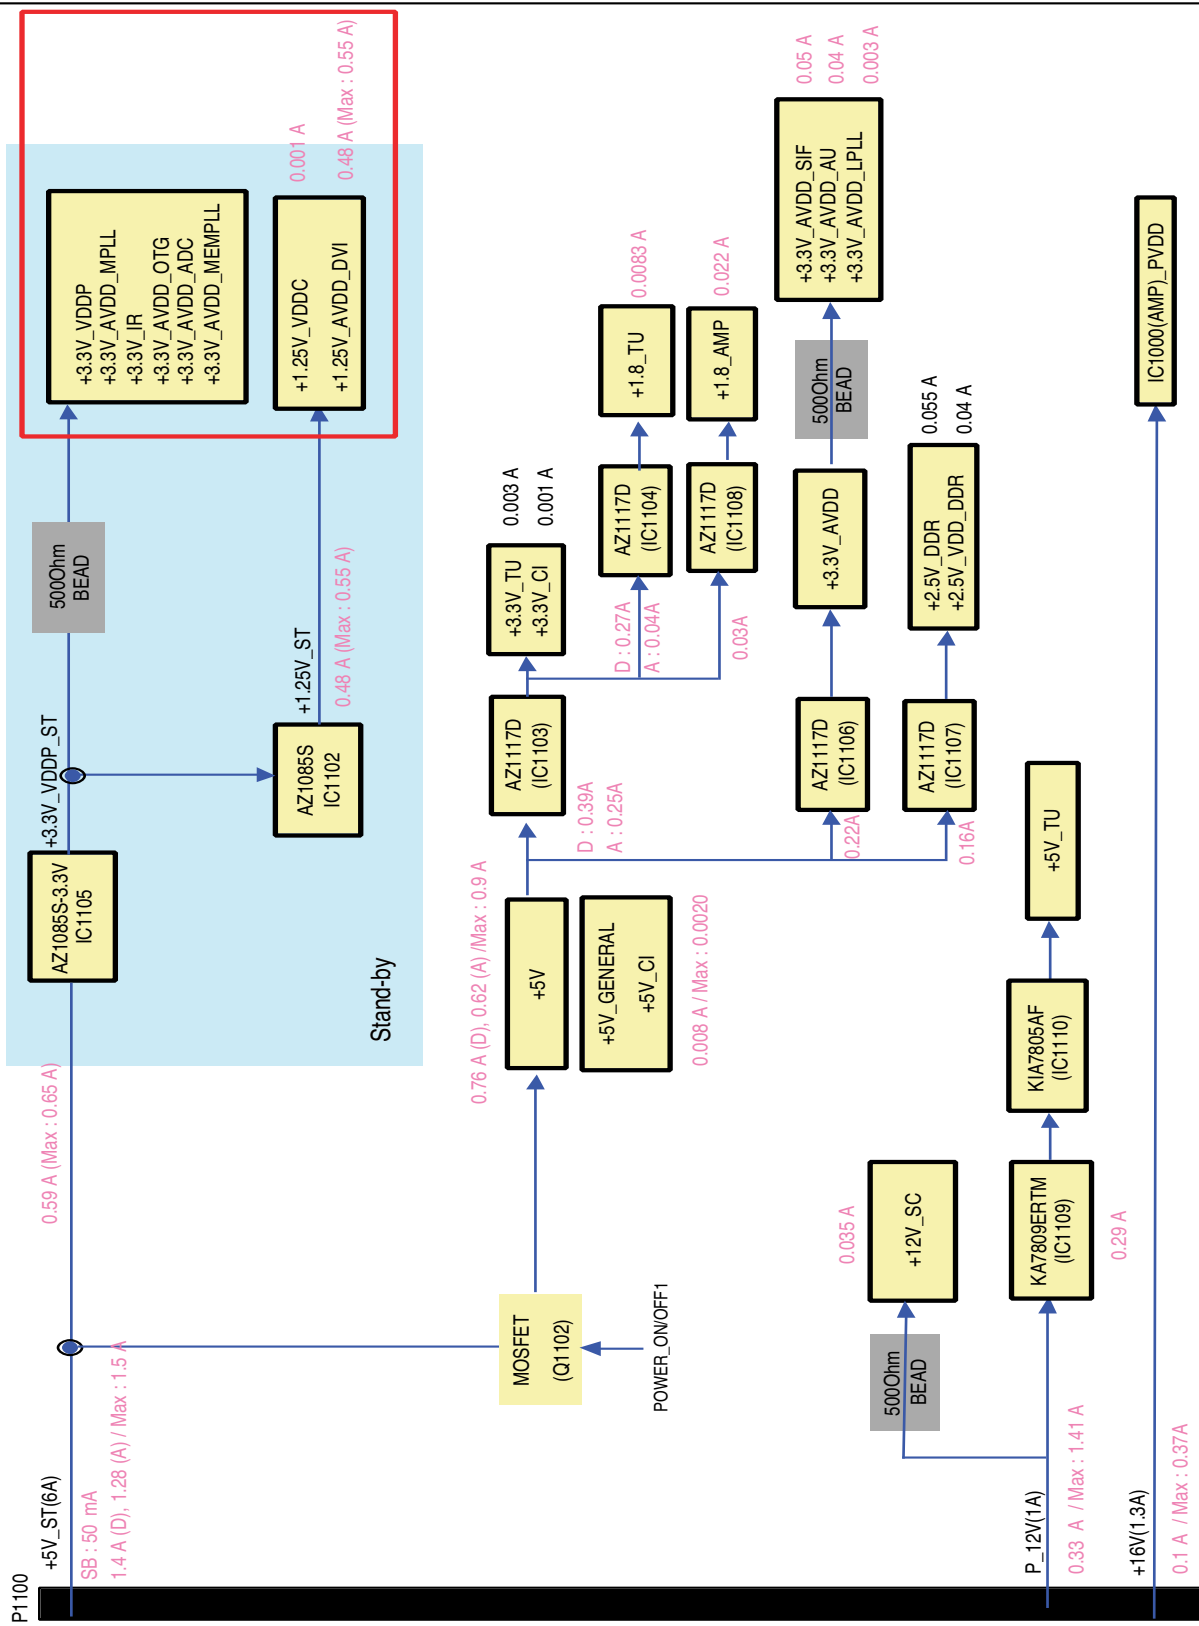 P1100
+5V_ST(6A)
SB : 50 mA
1.4 A (D), 1.28 (A) / Max : 1.5 A
0.59 A (Max : 0.65 A)
AZ1085S-3.3V
IC1105
+3.3V_VDDP_ST
500Ohm
BEAD
+3.3V_VDDP
+3.3V_AVDD_MPLL
+3.3V_IR
+3.3V_AVDD_OTG
+3.3V_AVDD_ADC
+3.3V_AVDD_MEMPLL
AZ1085S
IC1102
+1.25V_ST
0.48 A (Max : 0.55 A)
+1.25V_VDDC
+1.25V_AVDD_DVI
0.001 A
0.48 A (Max : 0.55 A)
Stand-by
MOSFET
(Q1102)
POWER_ON/OFF1
0.76 A (D), 0.62 (A) /Max : 0.9 A
+5V
+5V_GENERAL
+5V_CI
0.008 A / Max : 0.0020
D : 0.39A
A : 0.25A
AZ1117D
(IC1103)
+3.3V_TU
+3.3V_CI
0.003 A
0.001 A
D : 0.27A
A : 0.04A
AZ1117D
(IC1104)
+1.8_TU
0.0083 A
0.03A
AZ1117D
(IC1108)
+1.8_AMP
0.022 A
0.22A
AZ1117D
(IC1106)
+3.3V_AVDD
500Ohm
BEAD
+3.3V_AVDD_SIF
+3.3V_AVDD_AU
+3.3V_AVDD_LPLL
0.05 A
0.04 A
0.003 A
0.16A
AZ1117D
(IC1107)
+2.5V_DDR
+2.5V_VDD_DDR
0.055 A
0.04 A
P_12V(1A)
0.33 A / Max : 1.41 A
500Ohm
BEAD
+12V_SC
0.035 A
KA7809ERTM
(IC1109)
0.29 A
KIA7805AF
(IC1110)
+5V_TU
+16V(1.3A)
0.1 A / Max : 0.37A
IC1000(AMP)_PVDD